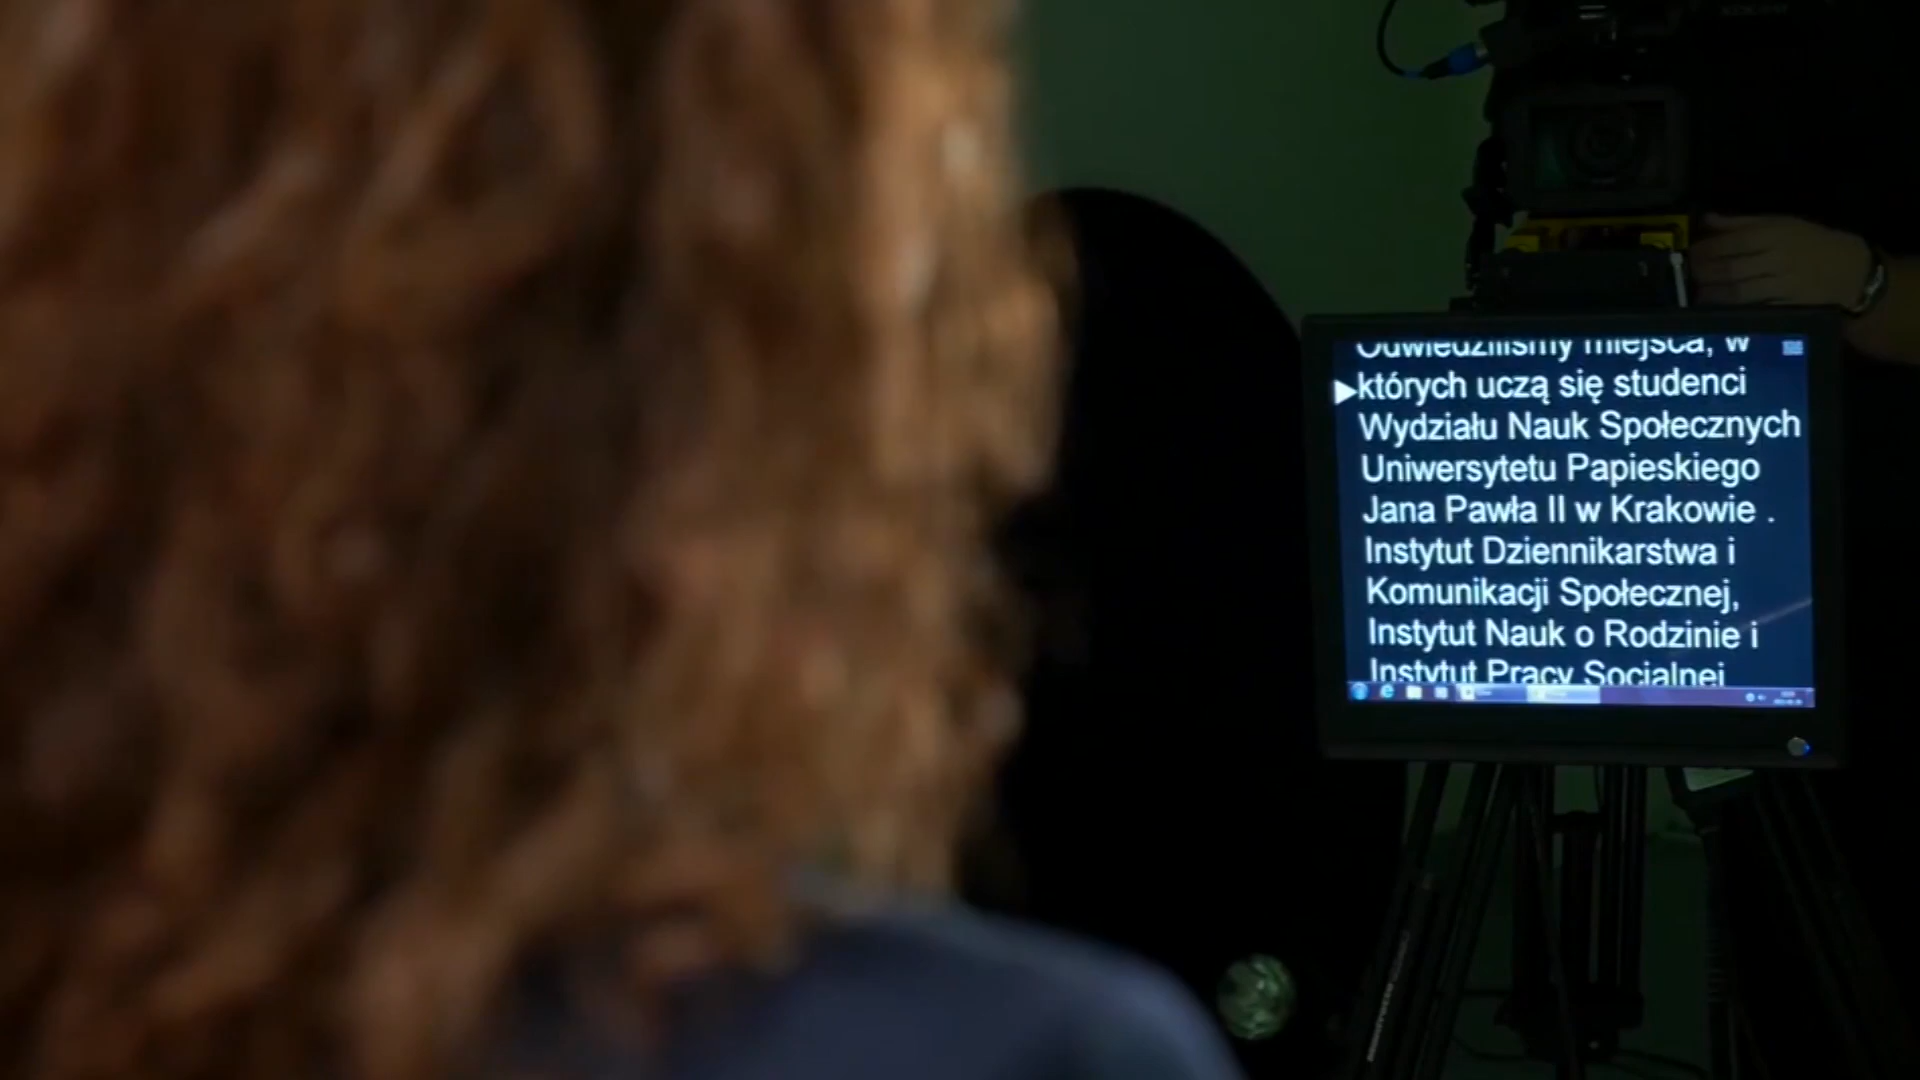 Odwiedziliśmy miejsca, w
których uczą się studenci
Wydziału Nauk Społecznych
Uniwersytetu Papieskiego
Jana Pawła II w Krakowie .
Instytut Dziennikarstwa i
Komunikacji Społecznej,
Instytut Nauk o Rodzinie i
Instytut Pracy Socjalnej